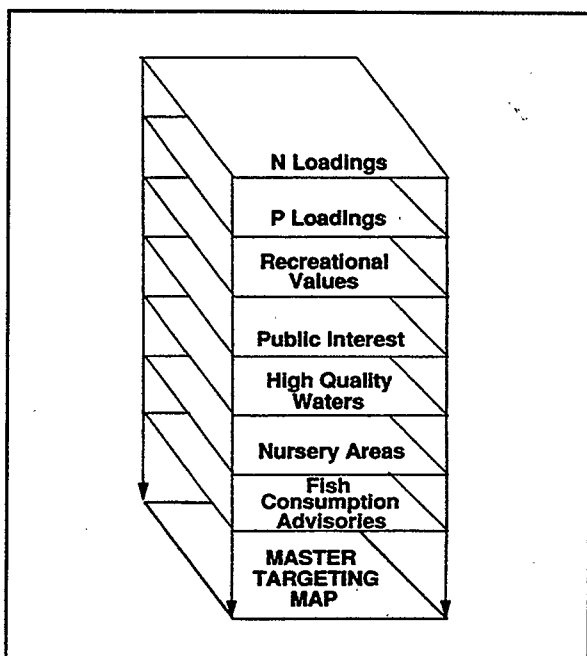 N Loadings
P Loadings
Recreational
Values
Public Interest
High Quality
Waters
Nursery Areas
Fish
Consumption
Advisories
MASTER
TARGETING
MAP